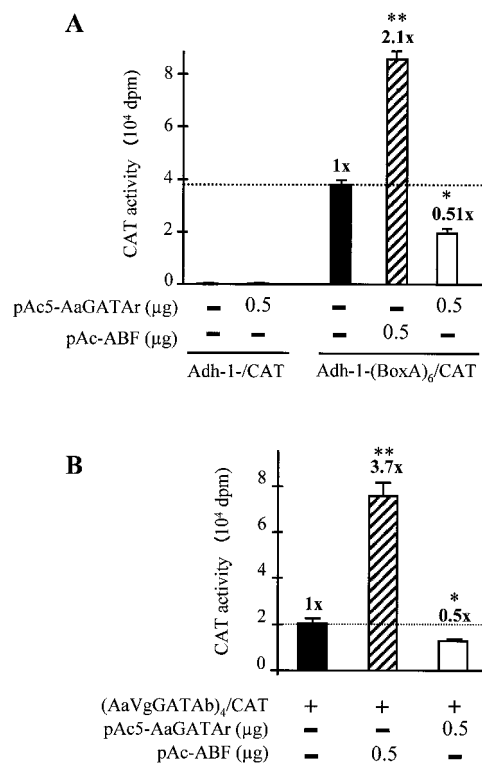 A
CAT activity (10⁴ dpm)
8
6
4
2
0
**
2.1x
1x
*
0.51x
pAc5-AaGATAr (µg) – 0.5 – – 0.5
pAc-ABF (µg) – – – 0.5 –
Adh-1-/CAT Adh-1-(BoxA)₆/CAT
B
CAT activity (10⁴ dpm)
8
6
4
2
0
**
3.7x
1x
*
0.5x
(AaVgGATAb)₄/CAT + + +
pAc5-AaGATAr (µg) – – 0.5
pAc-ABF (µg) – 0.5 –